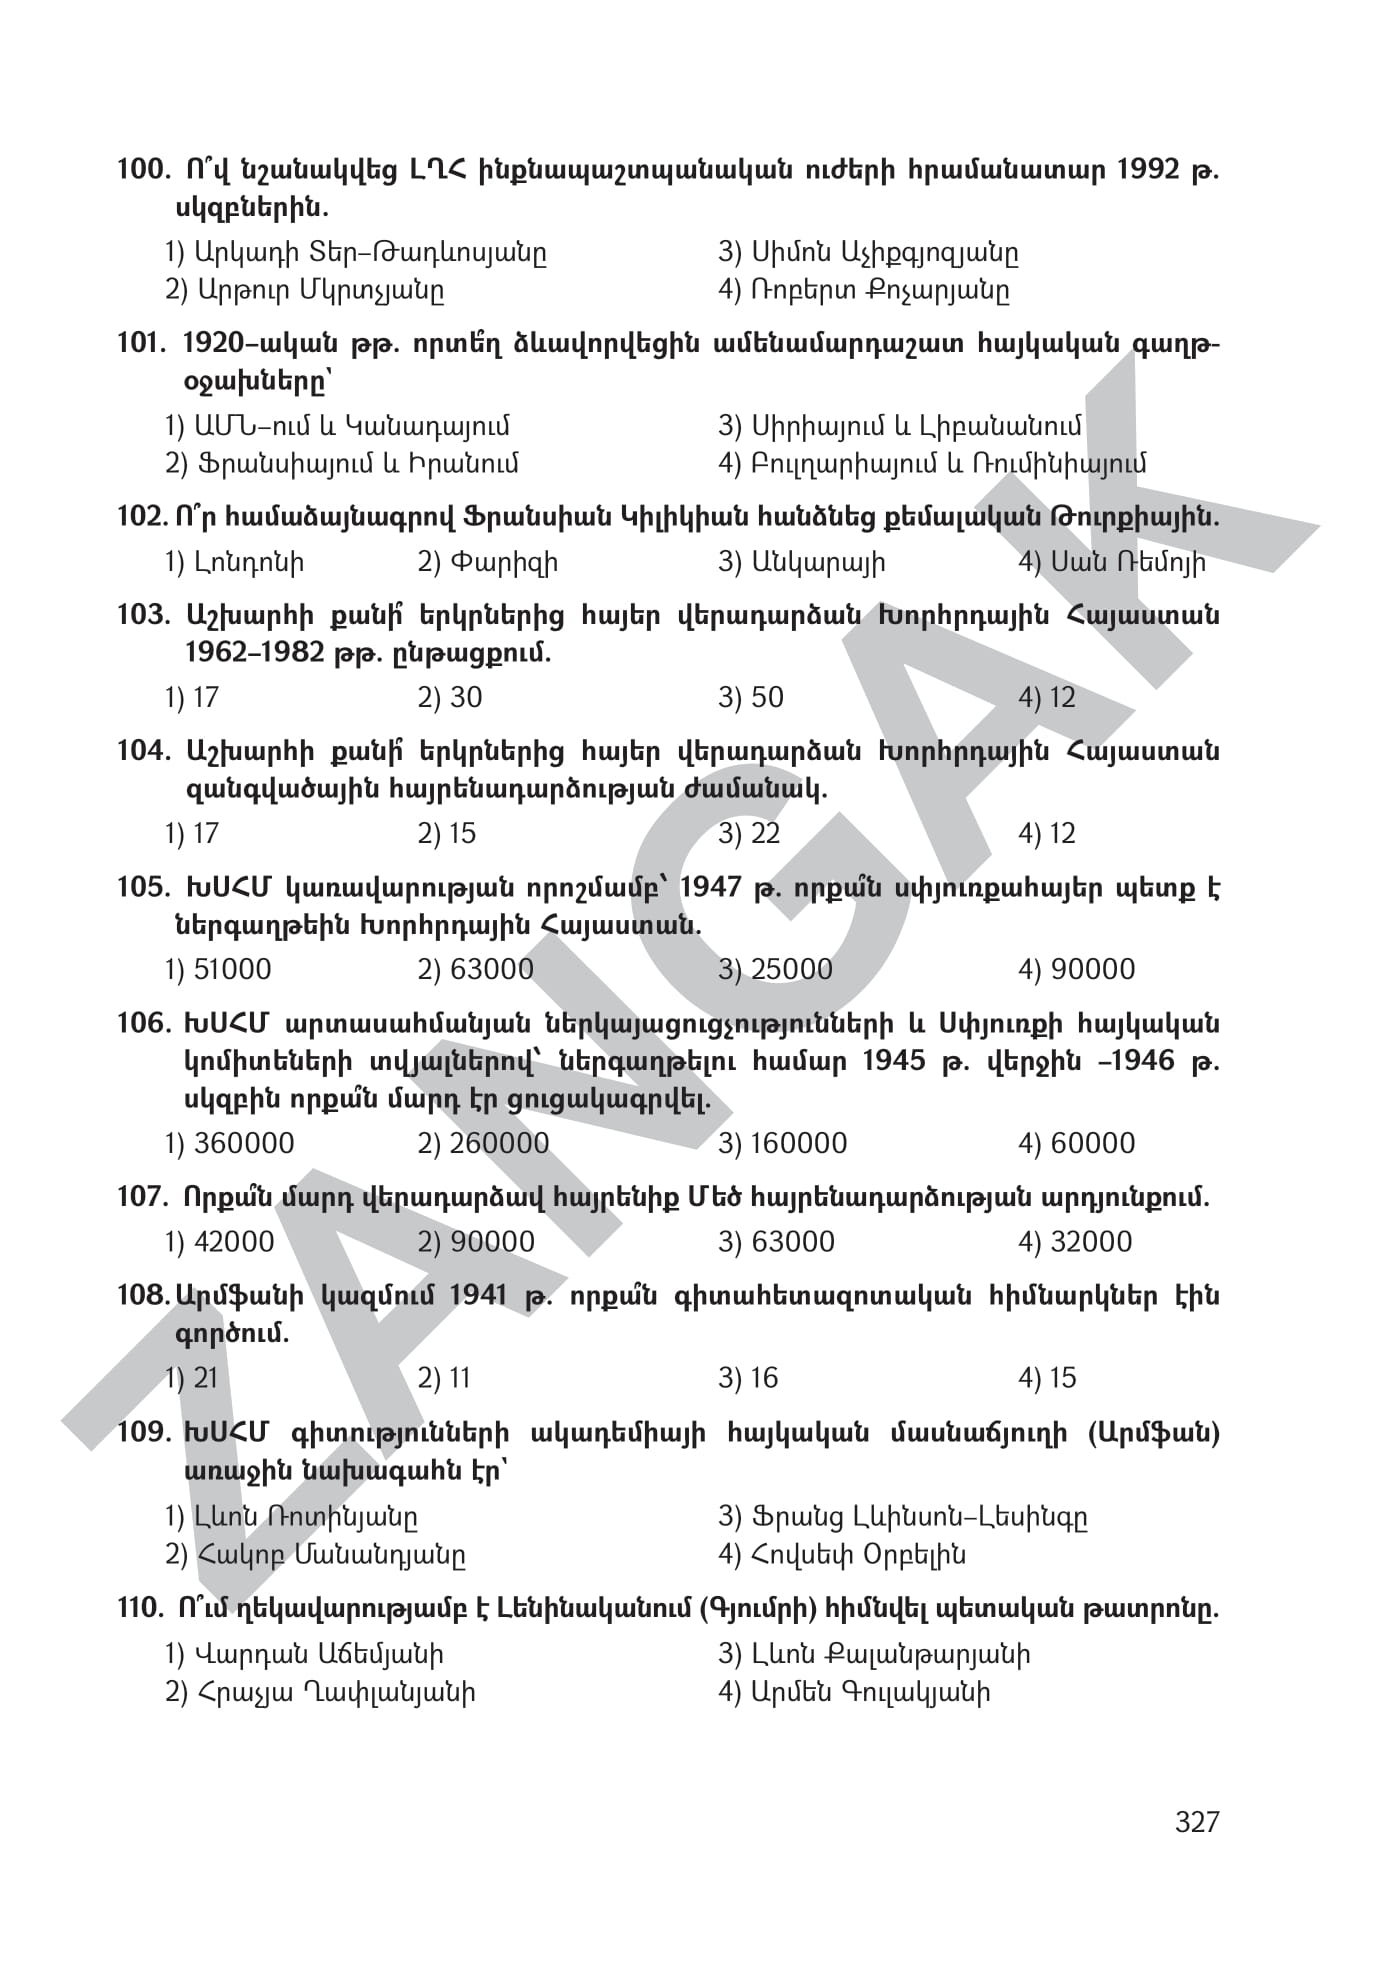 100. Ո՞վ նշանակվեց ԼՂՀ ինքնապաշտպանական ուժերի հրամանատար 1992 թ.
սկզբներին.
1) Արկադի Տեր–Թադևոսյանը 3) Սիմոն Աչիքգյոզյանը
2) Արթուր Մկրտչյանը 4) Ռոբերտ Քոչարյանը
101. 1920–ական թթ. որտե՞ղ ձևավորվեցին ամենամարդաշատ հայկական գաղթ-
օջախները՝
1) ԱՄՆ–ում և Կանադայում 3) Սիրիայում և Լիբանանում
2) Ֆրանսիայում և Իրանում 4) Բուլղարիայում և Ռումինիայում
102. Ո՞ր համաձայնագրով Ֆրանսիան Կիլիկիան հանձնեց քեմալական Թուրքիային.
1) Լոնդոնի 2) Փարիզի 3) Անկարայի 4) Սան Ռեմոյի
103. Աշխարհի քանի՞ երկրներից հայեր վերադարձան Խորհրդային Հայաստան
1962–1982 թթ. ընթացքում.
1) 17 2) 30 3) 50 4) 12
104. Աշխարհի քանի՞ երկրներից հայեր վերադարձան Խորհրդային Հայաստան
զանգվածային հայրենադարձության ժամանակ.
1) 17 2) 15 3) 22 4) 12
105. ԽՍՀՄ կառավարության որոշմամբ՝ 1947 թ. որքա՞ն սփյուռքահայեր պետք է
ներգաղթեին Խորհրդային Հայաստան.
1) 51000 2) 63000 3) 25000 4) 90000
106. ԽՍՀՄ արտասահմանյան ներկայացուցչությունների և Սփյուռքի հայկական
կոմիտեների տվյալներով՝ ներգաղթելու համար 1945 թ. վերջին –1946 թ.
սկզբին որքա՞ն մարդ էր ցուցակագրվել.
1) 360000 2) 260000 3) 160000 4) 60000
107. Որքա՞ն մարդ վերադարձավ հայրենիք Մեծ հայրենադարձության արդյունքում.
1) 42000 2) 90000 3) 63000 4) 32000
108. Արմֆանի կազմում 1941 թ. որքա՞ն գիտահետազոտական հիմնարկներ էին
գործում.
1) 21 2) 11 3) 16 4) 15
109. ԽՍՀՄ գիտությունների ակադեմիայի հայկական մասնաճյուղի (Արմֆան)
առաջին նախագահն էր՝
1) Լևոն Ռոտինյանը 3) Ֆրանց Լևինսոն–Լեսինգը
2) Հակոբ Մանանդյանը 4) Հովսեփ Օրբելին
110. Ո՞ւմ ղեկավարությամբ է Լենինականում (Գյումրի) հիմնվել պետական թատրոնը.
1) Վարդան Աճեմյանի 3) Լևոն Քալանթարյանի
2) Հրաչյա Ղափլանյանի 4) Արմեն Գուլակյանի
327
ZANGAK